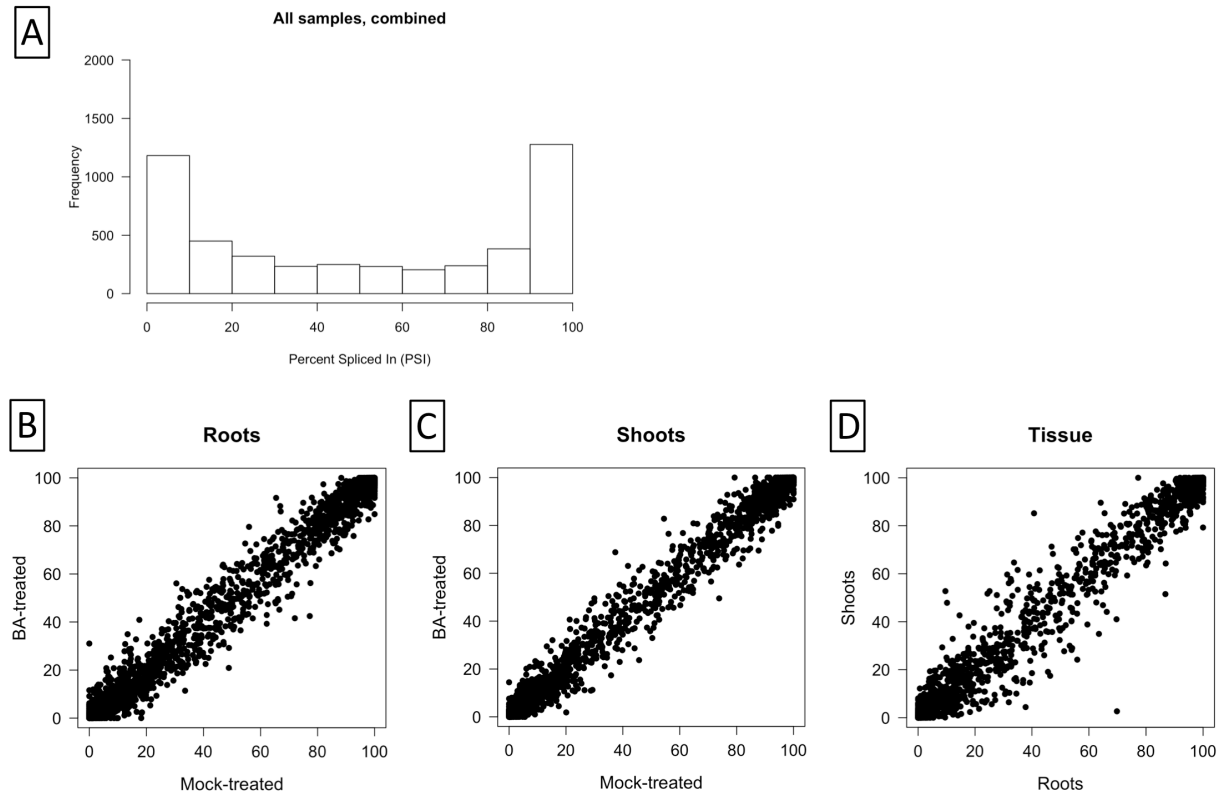 A
All samples, combined
2000
1500
1000
500
0
Frequency
0 20 40 60 80 100
Percent Spliced In (PSI)
B
Roots
100
80
60
40
20
0
BA-treated
0 20 40 60 80 100
Mock-treated
C
Shoots
100
80
60
40
20
0
BA-treated
0 20 40 60 80 100
Mock-treated
D
Tissue
100
80
60
40
20
0
Shoots
0 20 40 60 80 100
Roots